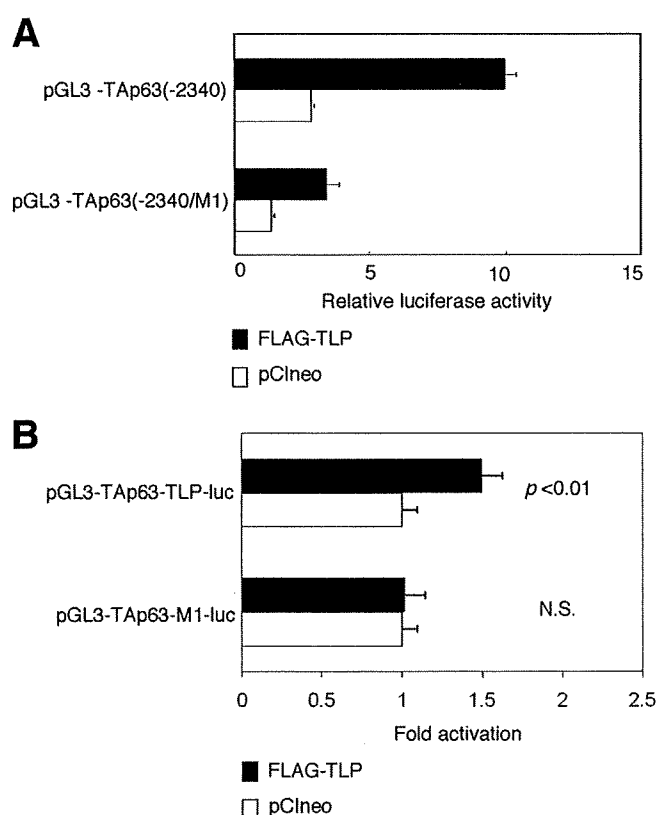 A
pGL3 -TAp63(-2340)
pGL3 -TAp63(-2340/M1)
0 5 10 15
Relative luciferase activity
FLAG-TLP
pCIneo
B
pGL3-TAp63-TLP-luc
p <0.01
pGL3-TAp63-M1-luc
N.S.
0 0.5 1 1.5 2 2.5
Fold activation
FLAG-TLP
pCIneo